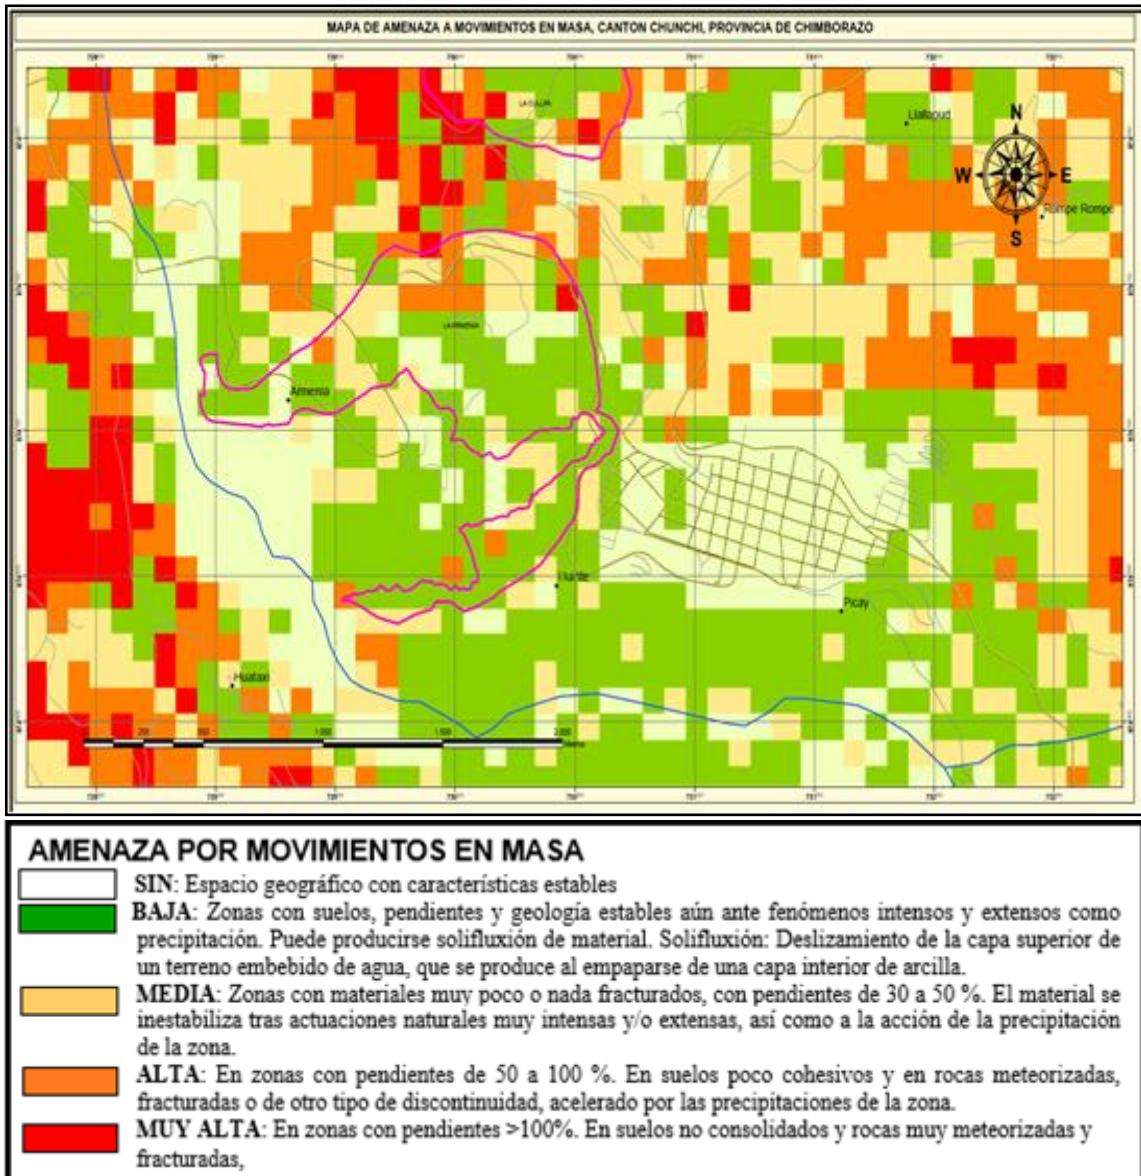 MAPA DE AMENAZA A MOVIMIENTOS EN MASA, CANTON CHUNCHI, PROVINCIA DE CHIMBORAZO
Llallaoud
N
W E
S
Rompe Rompe
LA ARMENIA
Armenia
Picay
Huataxi
AMENAZA POR MOVIMIENTOS EN MASA
SIN: Espacio geográfico con características estables
BAJA: Zonas con suelos, pendientes y geología estables aún ante fenómenos intensos y extensos como
precipitación. Puede producirse solifluxión de material. Solifluxión: Deslizamiento de la capa superior de
un terreno embebido de agua, que se produce al empaparse de una capa interior de arcilla.
MEDIA: Zonas con materiales muy poco o nada fracturados, con pendientes de 30 a 50 %. El material se
inestabiliza tras actuaciones naturales muy intensas y/o extensas, así como a la acción de la precipitación
de la zona.
ALTA: En zonas con pendientes de 50 a 100 %. En suelos poco cohesivos y en rocas meteorizadas,
fracturadas o de otro tipo de discontinuidad, acelerado por las precipitaciones de la zona.
MUY ALTA: En zonas con pendientes >100%. En suelos no consolidados y rocas muy meteorizadas y
fracturadas,